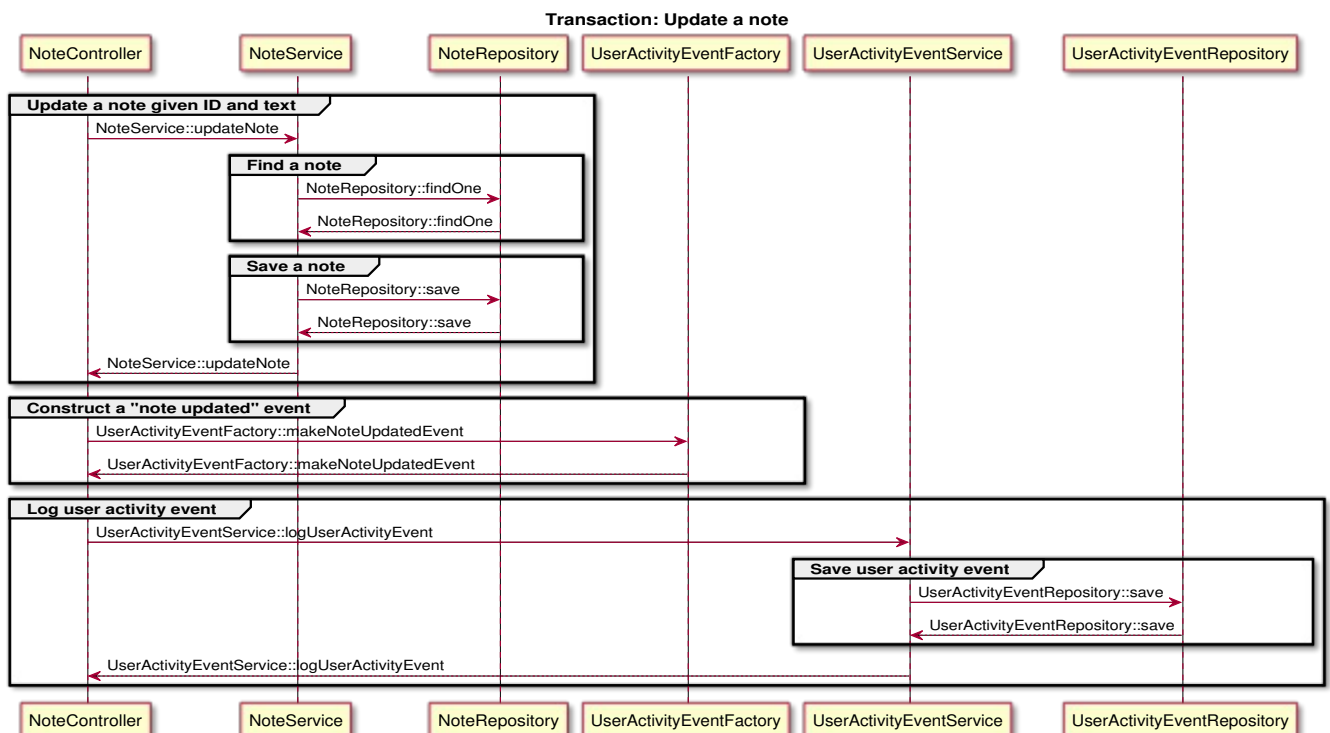 Transaction: Update a note
NoteController NoteService NoteRepository UserActivityEventFactory UserActivityEventService UserActivityEventRepository
Update a note given ID and text
NoteService::updateNote
Find a note
NoteRepository::findOne
NoteRepository::findOne
Save a note
NoteRepository::save
NoteRepository::save
NoteService::updateNote
Construct a "note updated" event
UserActivityEventFactory::makeNoteUpdatedEvent
UserActivityEventFactory::makeNoteUpdatedEvent
Log user activity event
UserActivityEventService::logUserActivityEvent
Save user activity event
UserActivityEventRepository::save
UserActivityEventRepository::save
UserActivityEventService::logUserActivityEvent
NoteController NoteService NoteRepository UserActivityEventFactory UserActivityEventService UserActivityEventRepository